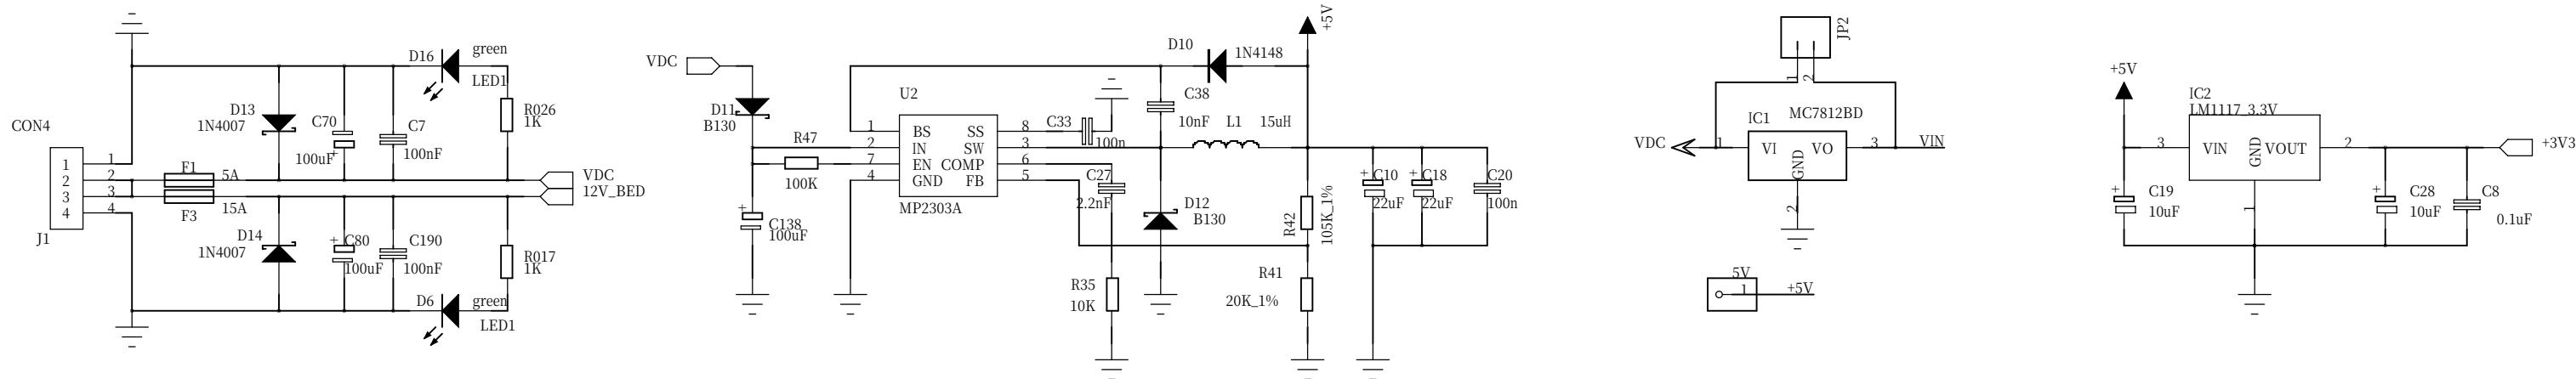 CON4
J1
1
2
3
4
1
2
3
4
F1
5A
F3
15A
D13
1N4007
C70
100uF
+
C7
100nF
D16
green
LED1
R026
1K
VDC
12V_BED
D14
1N4007
+
C80
100uF
C190
100nF
D6
green
LED1
R017
1K
VDC
D11
B130
R47
100K
+
C138
100uF
U2
1
2
7
4
BS
IN
EN
GND
SS
SW
COMP
FB
8
3
6
5
MP2303A
C33
100n
C27
2.2nF
R35
10K
D10
1N4148
C38
10nF
L1
15uH
D12
B130
+5V
R42
105K_1%
R41
20K_1%
+
C10
22uF
+
C18
22uF
C20
100n
JP2
1
2
IC1
MC7812BD
VDC
1
VI
VO
GND
3
VIN
2
5V
1
+5V
+5V
IC2
LM1117_3.3V
3
VIN
GND
VOUT
2
1
+3V3
+
C19
10uF
+
C28
10uF
C8
0.1uF